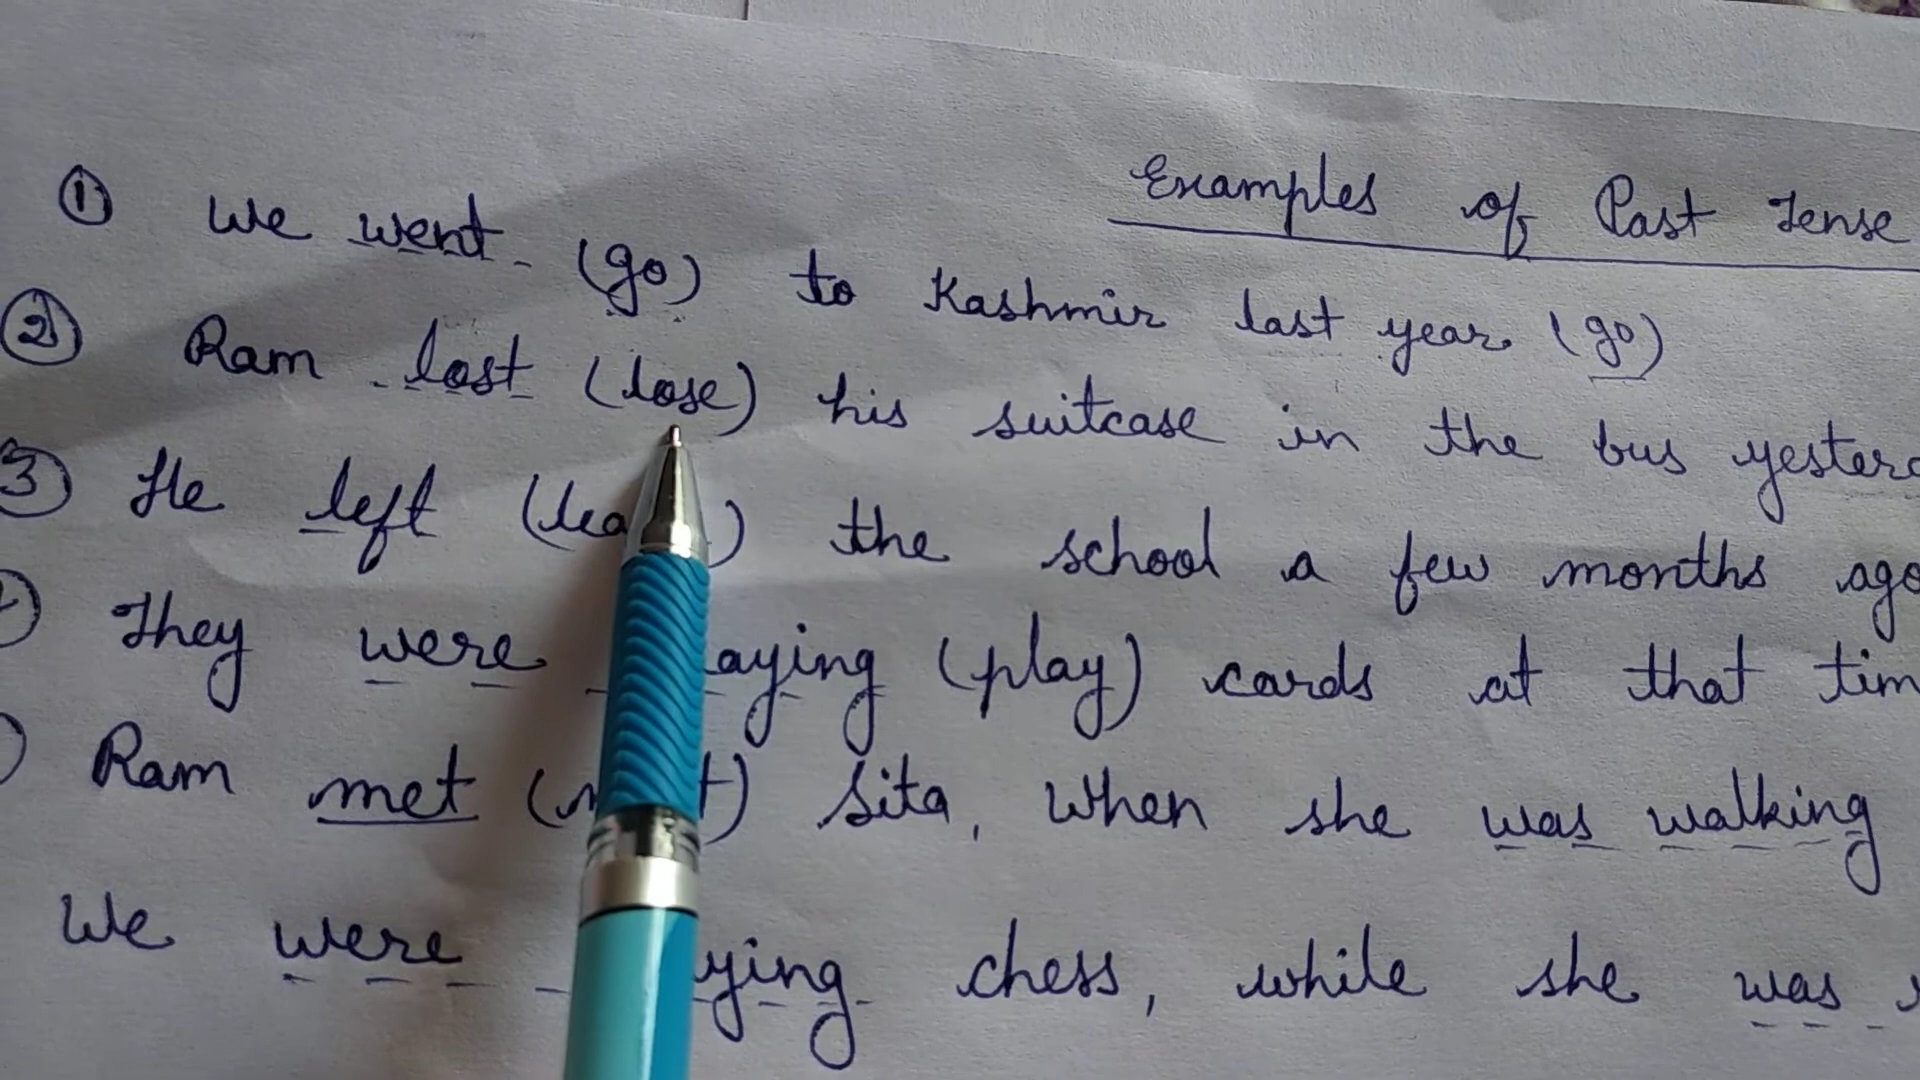 Examples of Past Tense
① We went (go) to Kashmir last year (go)
② Ram lost (lose) his suitcase in the bus
3 He left the school a few months ago
They were (play) cards at that
Ram met Sita, when she was walking
We were chess, while she was